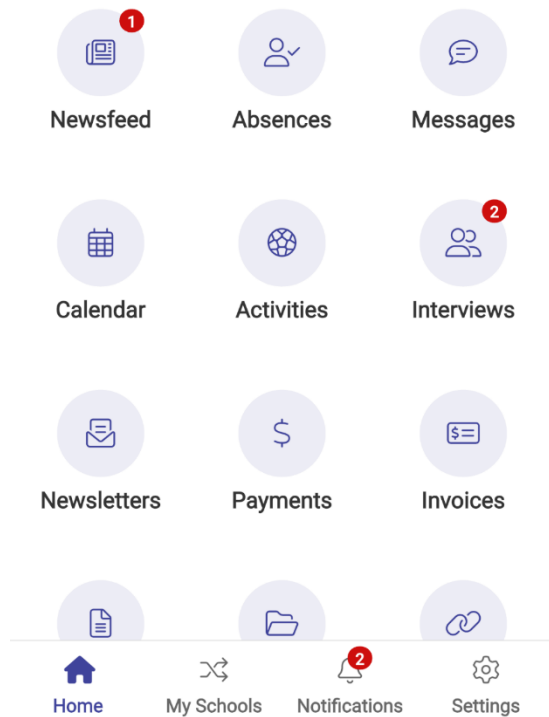 1
Newsfeed Absences Messages
2
Calendar Activities Interviews
Newsletters Payments Invoices
2
Home My Schools Notifications Settings